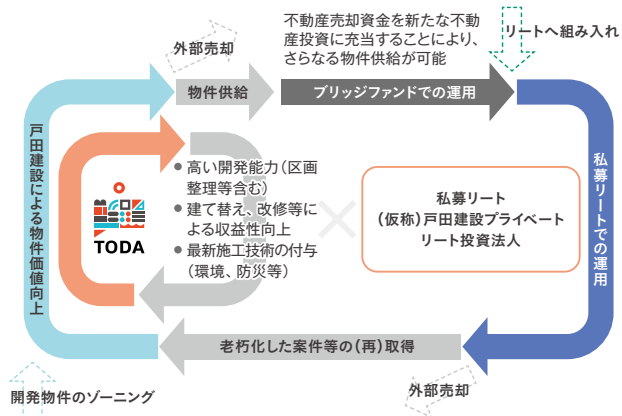 不動産売却資金を新たな不動
産投資に充当することにより、
さらなる物件供給が可能
外部売却
リートへ組み入れ
物件供給
ブリッジファンドでの運用
戸田建設による物件価値向上
TODA
● 高い開発能力（区画
整理等含む）
● 建て替え、改修等に
よる収益性向上
● 最新施工技術の付与
（環境、防災等）
私募リート
（仮称）戸田建設プライベート
リート投資法人
私募リートでの運用
老朽化した案件等の（再）取得
外部売却
開発物件のゾーニング